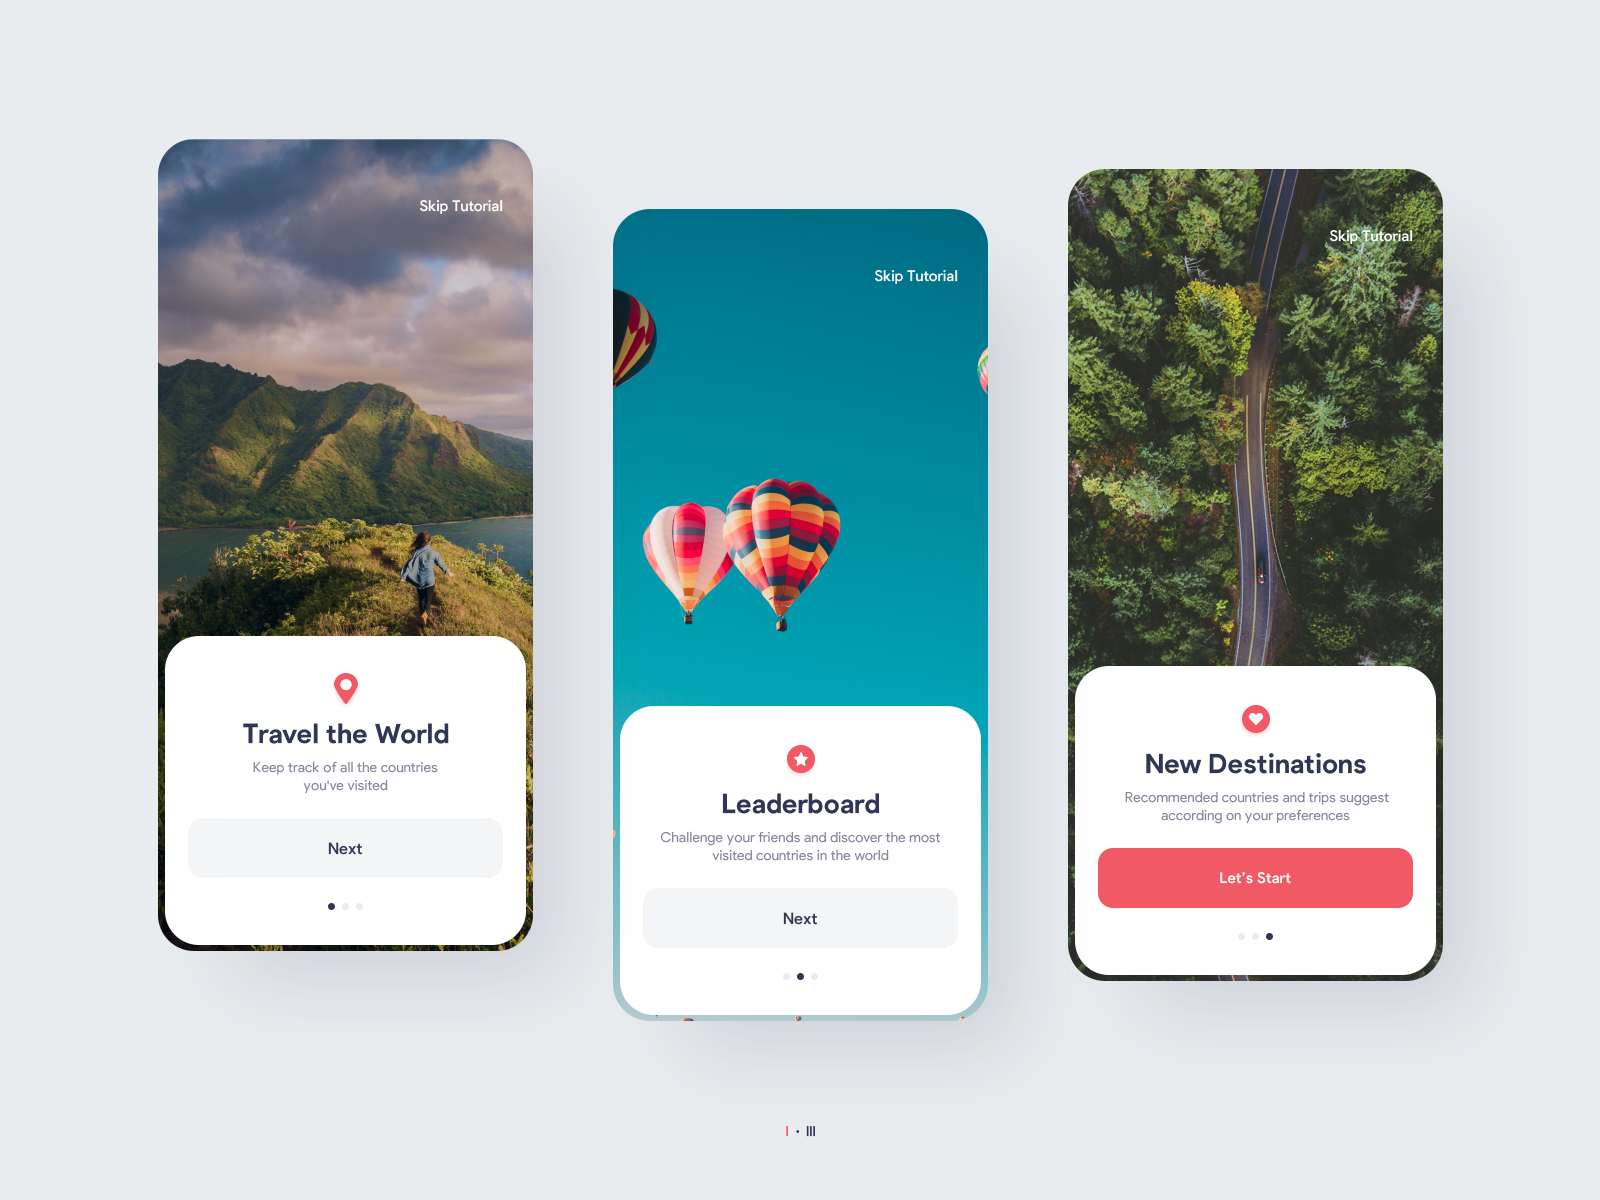 Skip Tutorial
Travel the World
Keep track of all the countries
you've visited
Next
Skip Tutorial
Leaderboard
Challenge your friends and discover the most
visited countries in the world
Next
Skip Tutorial
New Destinations
Recommended countries and trips suggest
according on your preferences
Let's Start
I · III